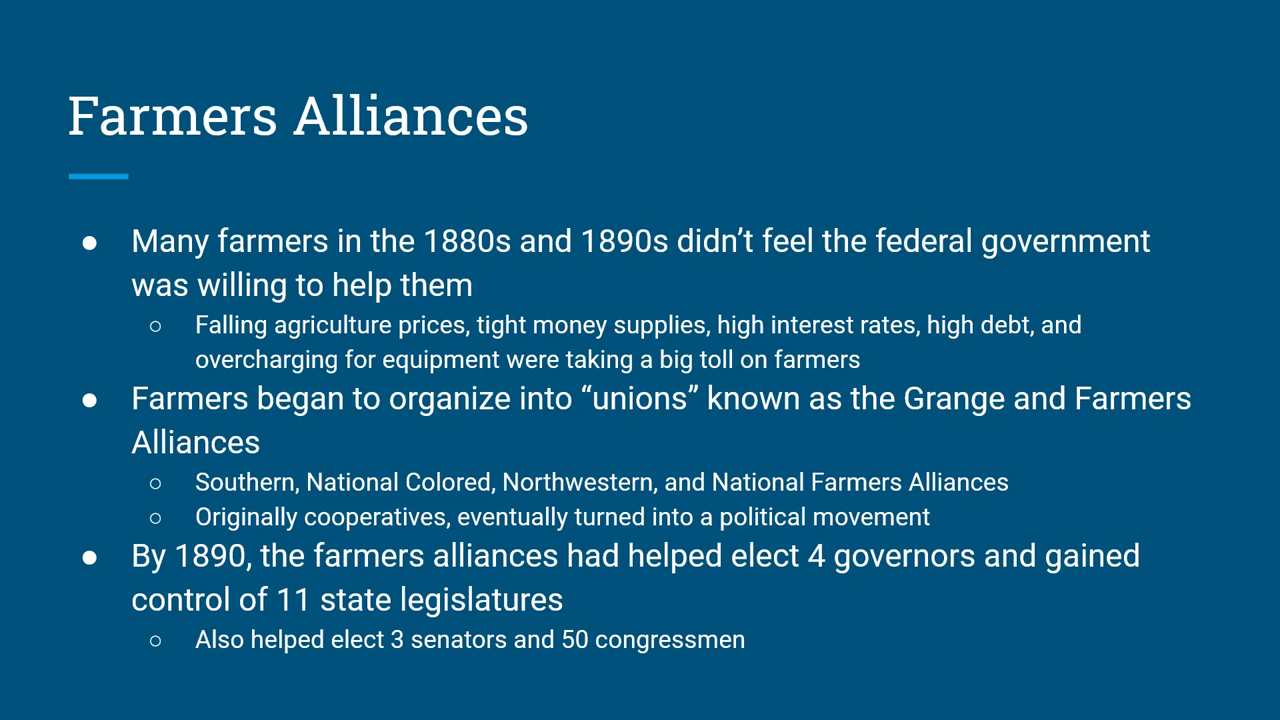 Farmers Alliances
● Many farmers in the 1880s and 1890s didn’t feel the federal government
was willing to help them
○ Falling agriculture prices, tight money supplies, high interest rates, high debt, and
overcharging for equipment were taking a big toll on farmers
● Farmers began to organize into “unions” known as the Grange and Farmers
Alliances
○ Southern, National Colored, Northwestern, and National Farmers Alliances
○ Originally cooperatives, eventually turned into a political movement
● By 1890, the farmers alliances had helped elect 4 governors and gained
control of 11 state legislatures
○ Also helped elect 3 senators and 50 congressmen